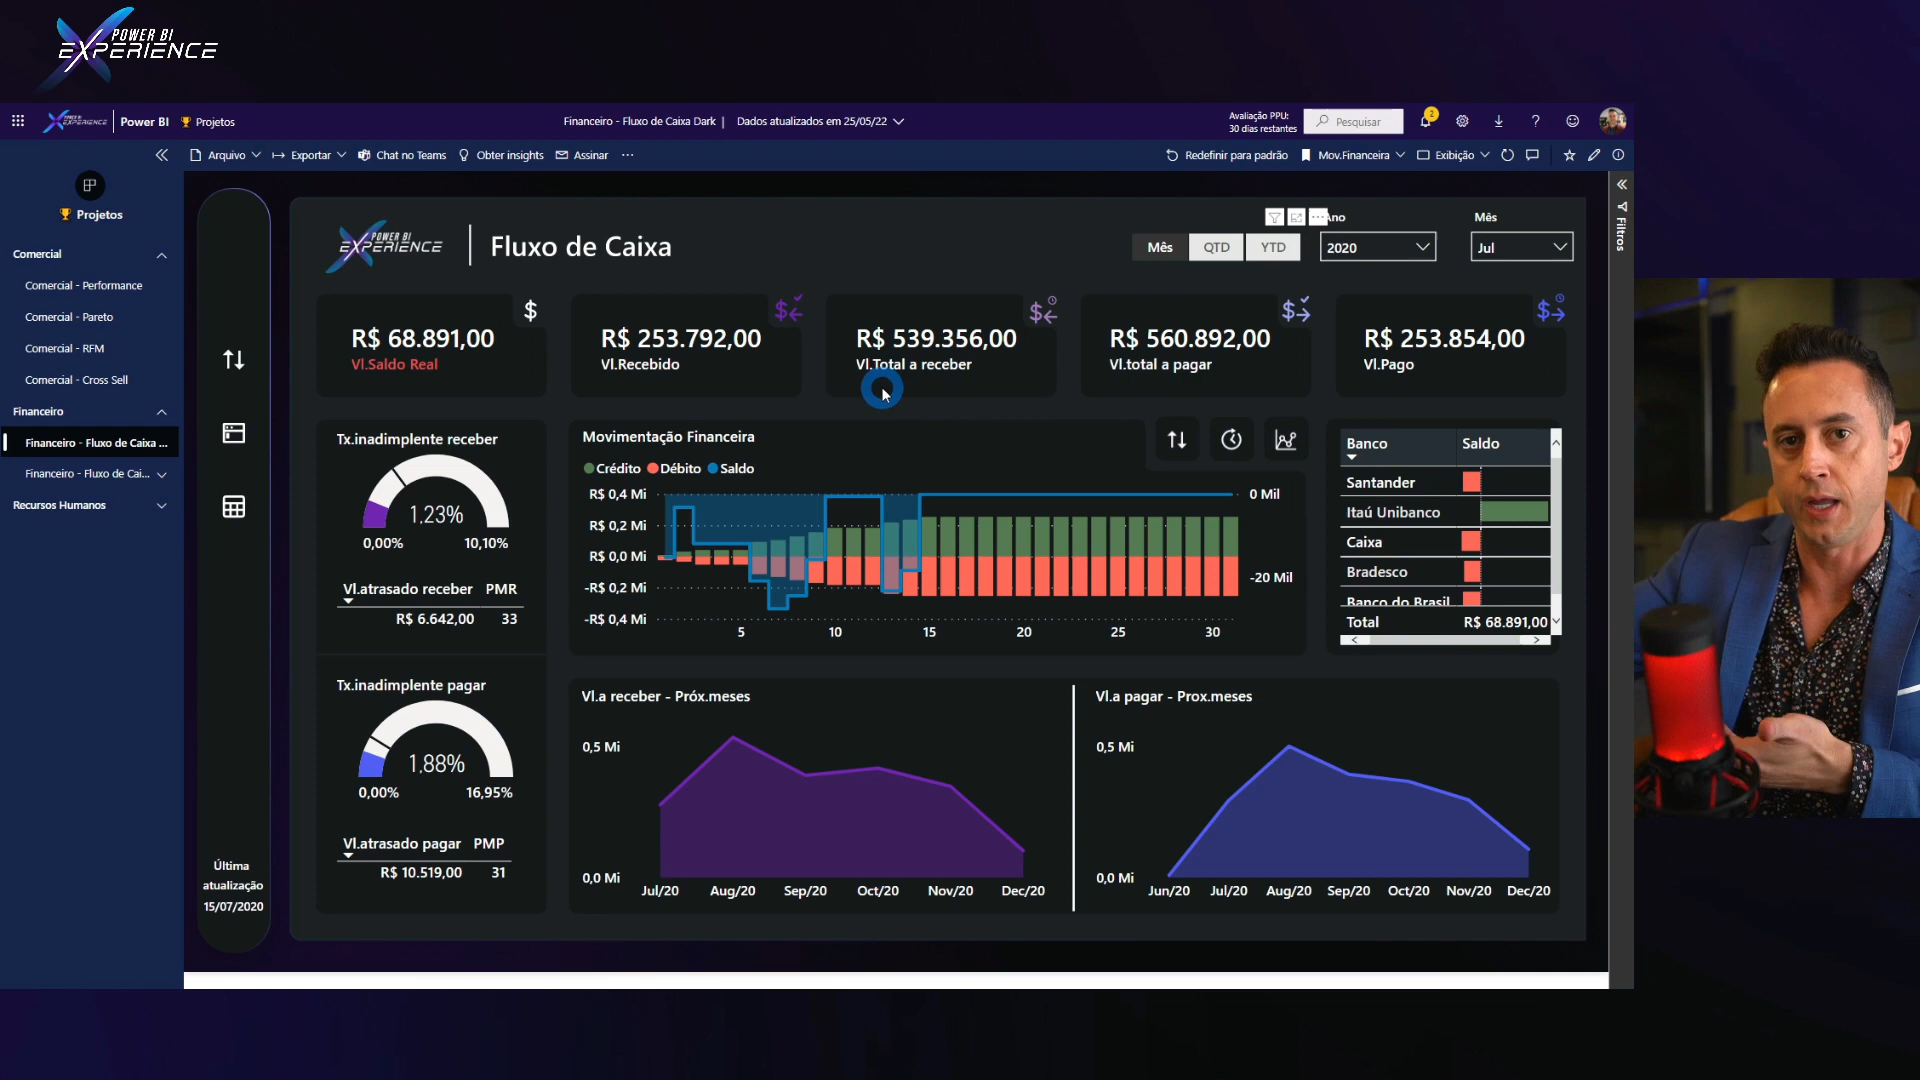 POWER BI
EXPERIENCE
POWER BI
EXPERIENCE
Power BI
Projetos
Financeiro - Fluxo de Caixa Dark | Dados atualizados em 25/05/22
Avaliação PPU:
30 dias restantes
Pesquisar
2
Arquivo
Exportar
Chat no Teams
Obter insights
Assinar
Redefinir para padrão
Mov.Financeira
Exibição
Projetos
Comercial
Comercial - Performance
Comercial - Pareto
Comercial - RFM
Comercial - Cross Sell
Financeiro
Financeiro - Fluxo de Caixa ...
Financeiro - Fluxo de Cai...
Recursos Humanos
Última
atualização
15/07/2020
Filtros
POWER BI
EXPERIENCE
Fluxo de Caixa
Mês
QTD
YTD
Ano
2020
Mês
Jul
R$ 68.891,00
Vl.Saldo Real
R$ 253.792,00
Vl.Recebido
R$ 539.356,00
Vl.Total a receber
R$ 560.892,00
Vl.total a pagar
R$ 253.854,00
Vl.Pago
Tx.inadimplente receber
1,23%
0,00%
10,10%
Vl.atrasado receber PMR
R$ 6.642,00 33
Tx.inadimplente pagar
1,88%
0,00%
16,95%
Vl.atrasado pagar PMP
R$ 10.519,00 31
Movimentação Financeira
Crédito Débito Saldo
R$ 0,4 Mi
R$ 0,2 Mi
R$ 0,0 Mi
-R$ 0,2 Mi
-R$ 0,4 Mi
0 Mil
-20 Mil
5 10 15 20 25 30
Banco Saldo
Santander
Itaú Unibanco
Caixa
Bradesco
Banco do Brasil
Total R$ 68.891,00
Vl.a receber - Próx.meses
0,5 Mi
0,0 Mi
Jul/20 Aug/20 Sep/20 Oct/20 Nov/20 Dec/20
Vl.a pagar - Prox.meses
0,5 Mi
0,0 Mi
Jun/20 Jul/20 Aug/20 Sep/20 Oct/20 Nov/20 Dec/20